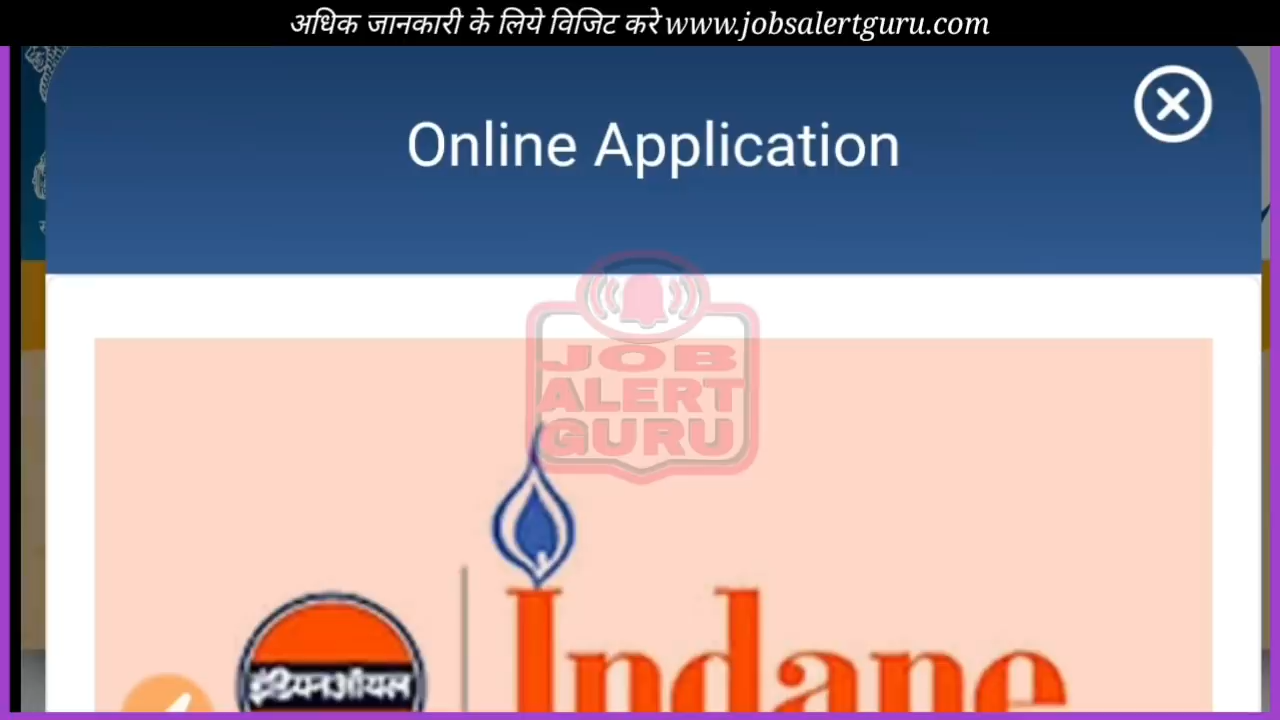 अधिक जानकारी के लिये विजिट करे www.jobsalertguru.com
Online Application
JOB
ALERT
GURU
Indane
इंडियनऑयल